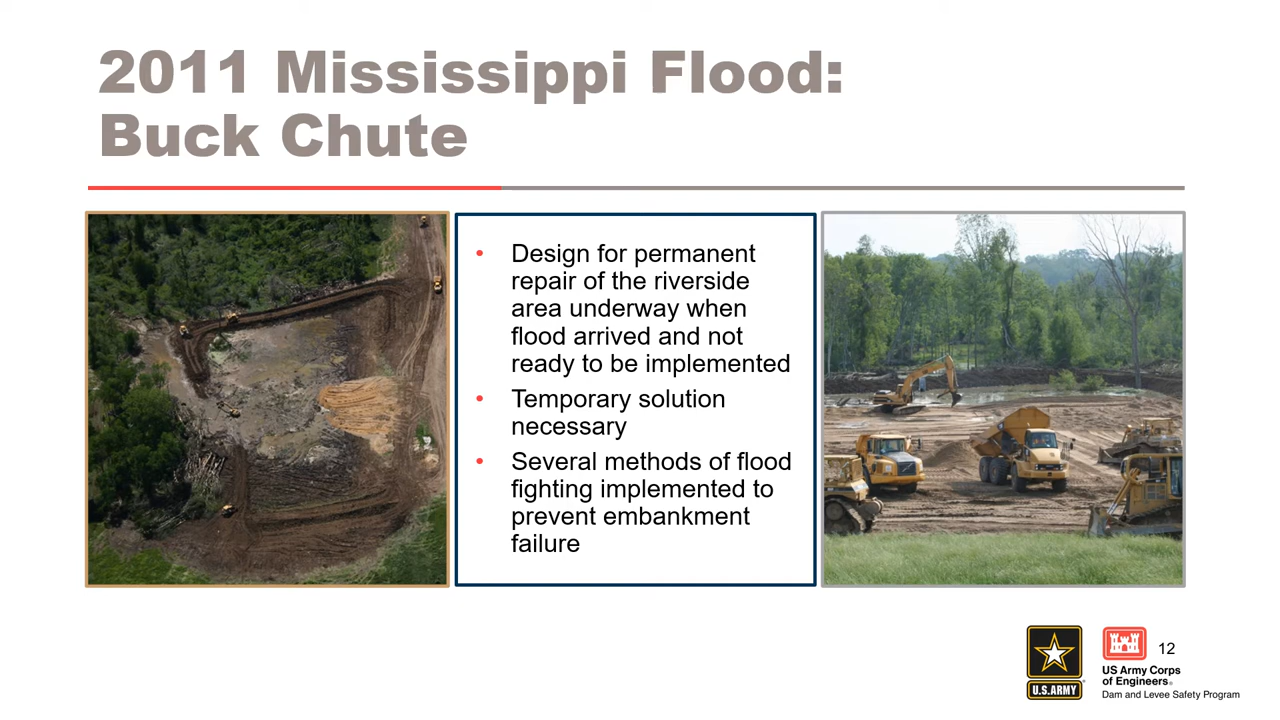 2011 Mississippi Flood:
Buck Chute
• Design for permanent
repair of the riverside
area underway when
flood arrived and not
ready to be implemented
• Temporary solution
necessary
• Several methods of flood
fighting implemented to
prevent embankment
failure
U.S.ARMY
12
US Army Corps
of Engineers®
Dam and Levee Safety Program